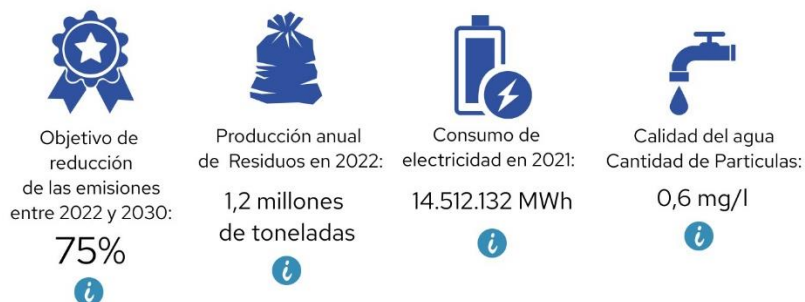 Objetivo de
reducción
de las emisiones
entre 2022 y 2030:
75%
i
Producción anual
de Residuos en 2022:
1,2 millones
de toneladas
i
Consumo de
electricidad en 2021:
14.512.132 MWh
i
Calidad del agua
Cantidad de Particulas:
0,6 mg/l
i